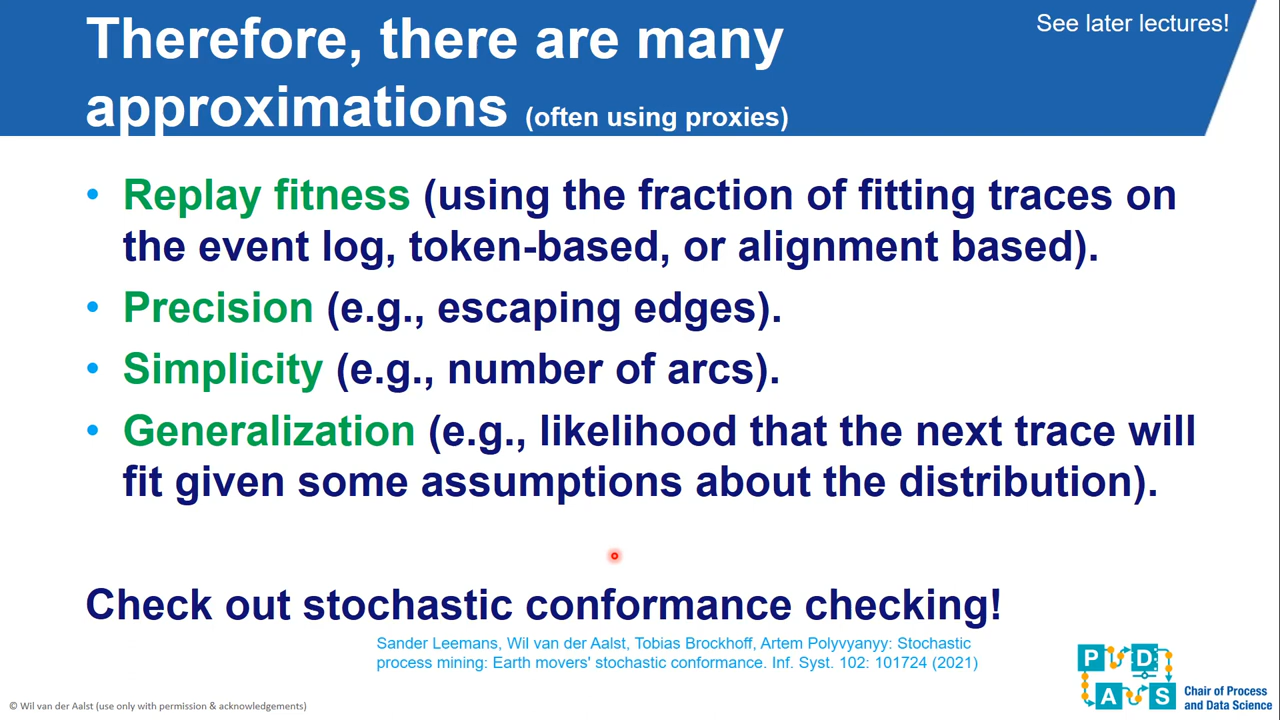 Therefore, there are many
approximations (often using proxies)
See later lectures!
• Replay fitness (using the fraction of fitting traces on
the event log, token-based, or alignment based).
• Precision (e.g., escaping edges).
• Simplicity (e.g., number of arcs).
• Generalization (e.g., likelihood that the next trace will
fit given some assumptions about the distribution).
Check out stochastic conformance checking!
Sander Leemans, Wil van der Aalst, Tobias Brockhoff, Artem Polyvyanyy: Stochastic
process mining: Earth movers' stochastic conformance. Inf. Syst. 102: 101724 (2021)
P D
A S
Chair of Process
and Data Science
© Wil van der Aalst (use only with permission & acknowledgements)